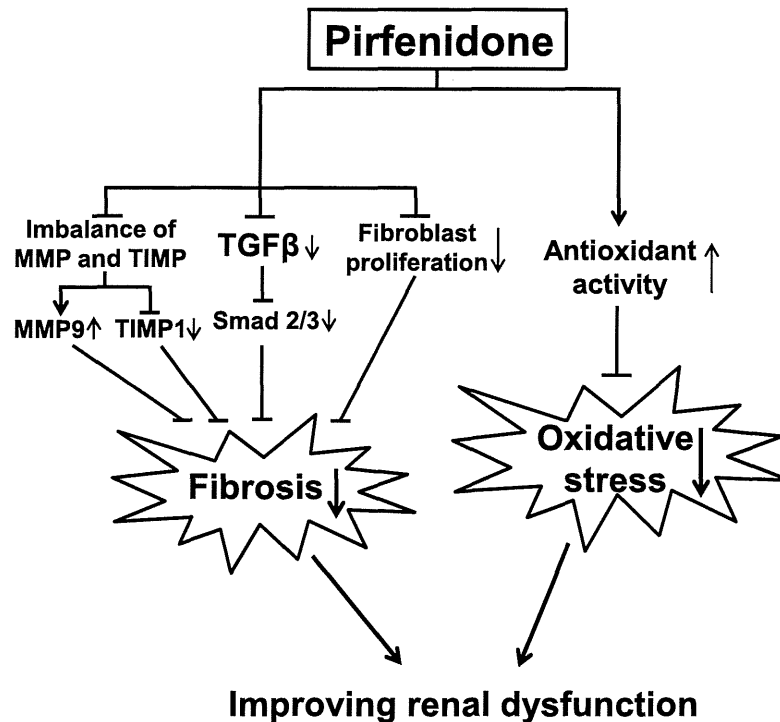 Pirfenidone
Imbalance of
MMP and TIMP
TGFβ↓
Fibroblast
proliferation↓
Antioxidant
activity ↑
MMP9↑ TIMP1↓ Smad 2/3↓
Fibrosis ↓
Oxidative
stress ↓
Improving renal dysfunction